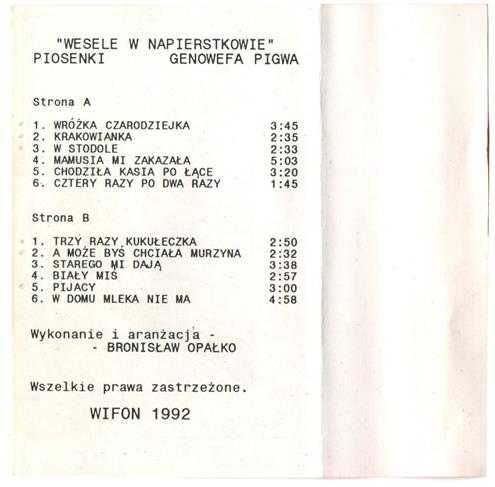 "WESELE W NAPIERSTKOWIE"
PIOSENKI GENOWEFA PIGWA
Strona A
1. WRÓŻKA CZARODZIEJKA 3:45
2. KRAKOWIANKA 2:35
3. W STODOLE 2:33
4. MAMUSIA MI ZAKAZAŁA 5:03
5. CHODZIŁA KASIA PO ŁĄCE 3:20
6. CZTERY RAZY PO DWA RAZY 1:45
Strona B
1. TRZY RAZY KUKUŁECZKA 2:50
2. A MOŻE BYŚ CHCIAŁA MURZYNA 2:32
3. STAREGO MI DAJĄ 3:38
4. BIAŁY MIŚ 2:57
5. PIJACY 3:00
6. W DOMU MLEKA NIE MA 4:58
Wykonanie i aranżacja -
- BRONISŁAW OPAŁKO
Wszelkie prawa zastrzeżone.
WIFON 1992